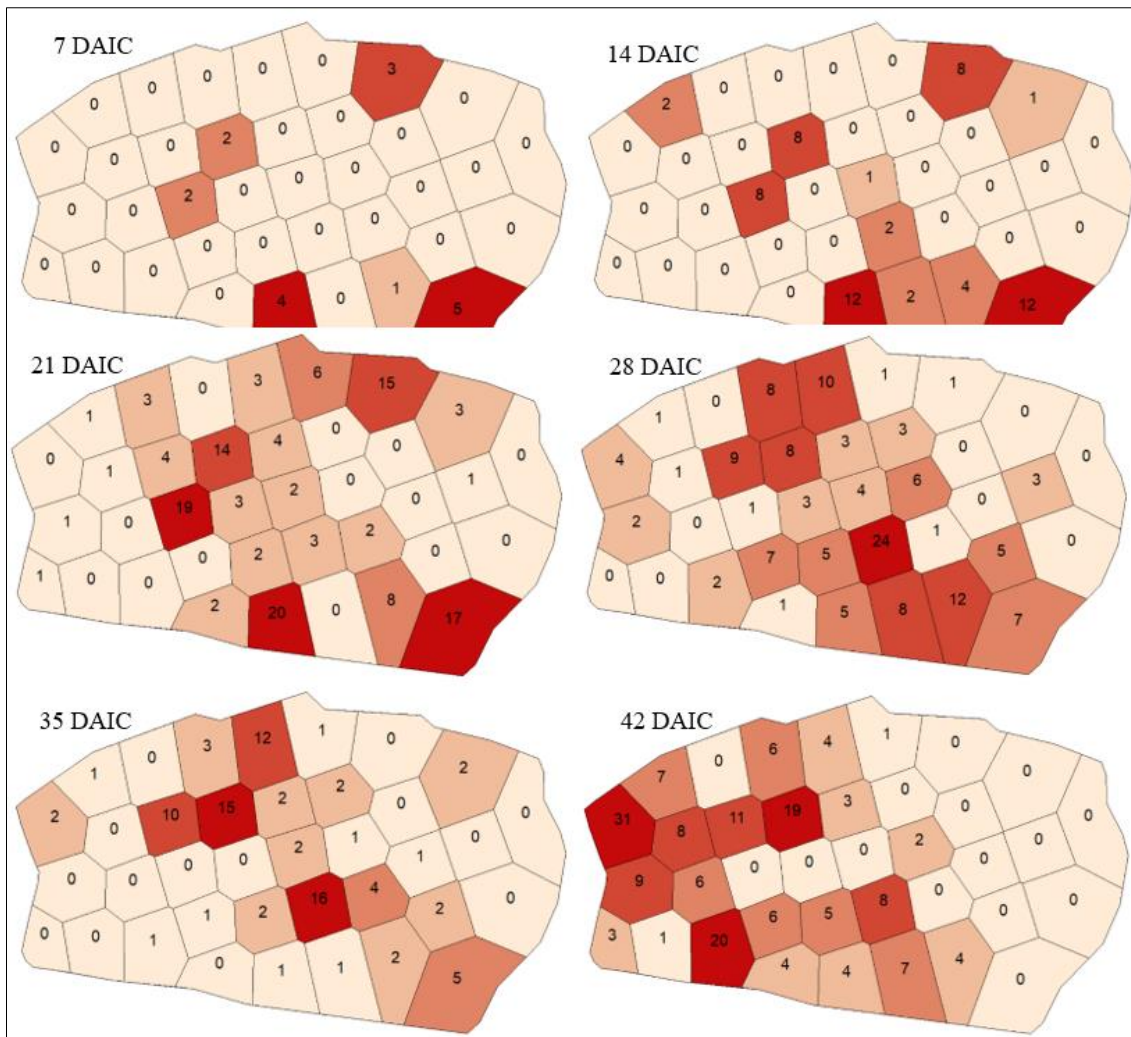 7 DAIC
0 0 0 0 0 3 0 0
0 0 0 2 0 0 0
0 0 2 0 0 0 0 0
0 0 0 0 0 0 0 0 0
0 4 0 1 5
14 DAIC
2 0 0 0 0 8 1 0
0 0 0 8 0 0 0
0 0 8 0 1 0 0 0
0 0 0 0 0 2 0 0 0
0 12 2 4 12
21 DAIC
1 3 0 3 6 15 3 0
0 1 4 14 4 0 0
1 0 19 3 2 0 0 1
1 0 0 0 2 3 2 0 0
2 20 0 8 17
28 DAIC
1 0 8 10 1 1 0 0
4 1 9 8 3 3 0
2 0 1 3 4 6 0 3
0 0 2 7 5 24 1 5 0
1 5 8 12 7
35 DAIC
1 0 3 12 1 0 2 0
2 0 10 15 2 2 0
0 0 0 0 2 1 1 0
0 0 1 1 2 16 4 2 0
0 1 1 2 5
42 DAIC
7 0 6 4 1 0 0 0
31 8 11 19 3 0 0
9 6 0 0 0 2 0 0
3 1 20 6 5 8 0 0 0
4 4 7 4 0